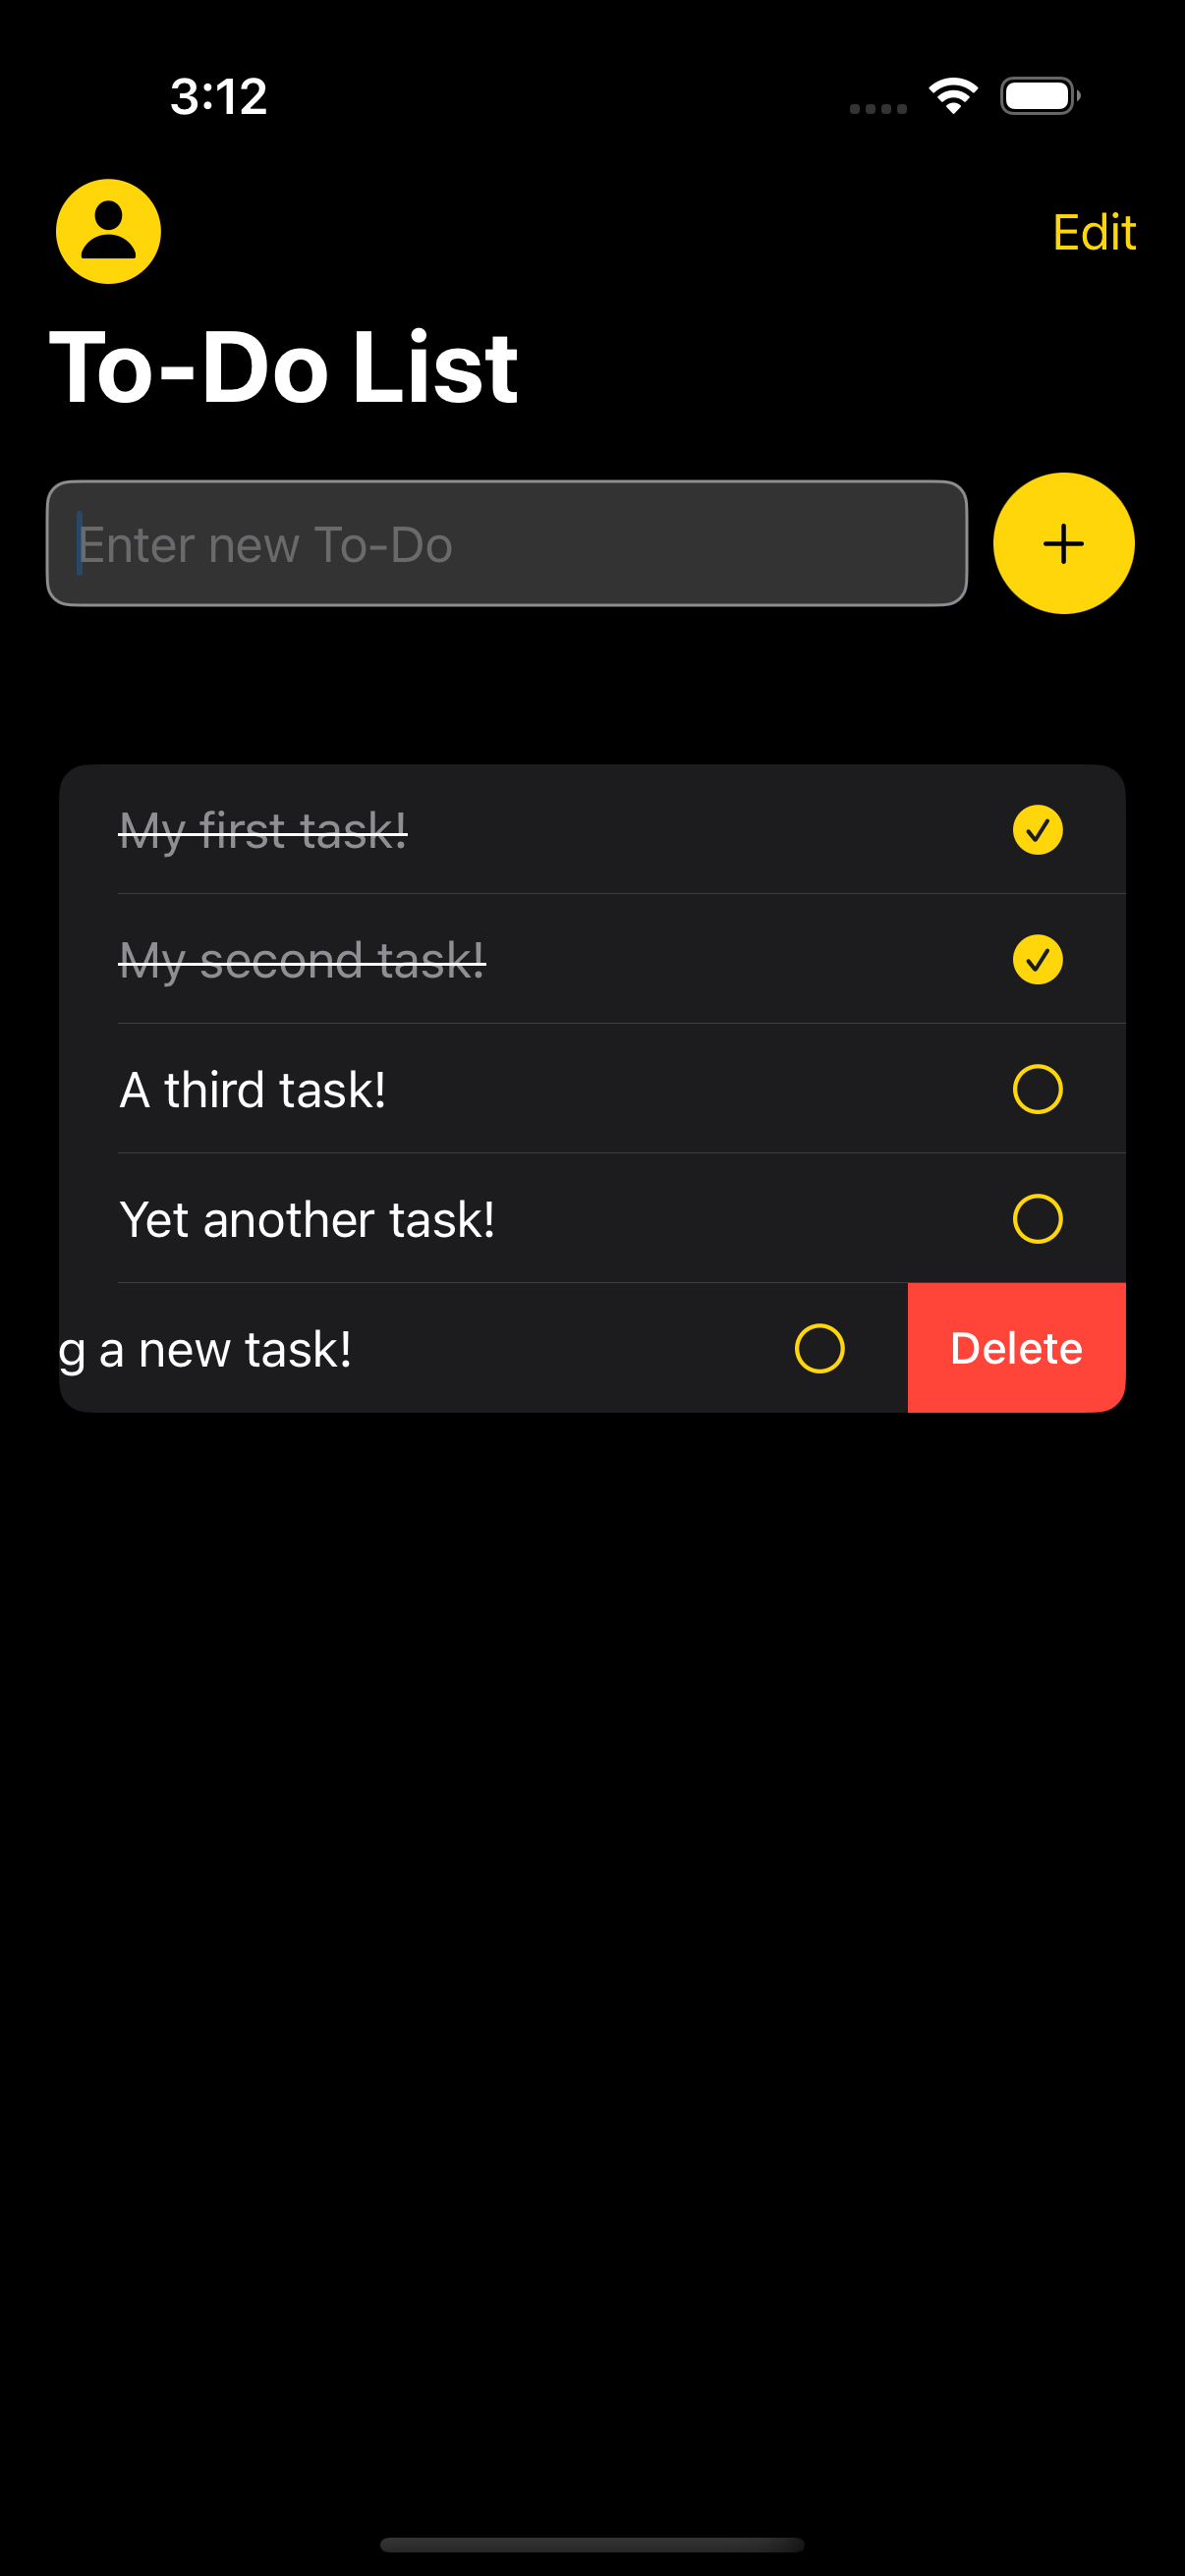 3:12
Edit
To-Do List
Enter new To-Do
My first task!
My second task!
A third task!
Yet another task!
g a new task!
Delete